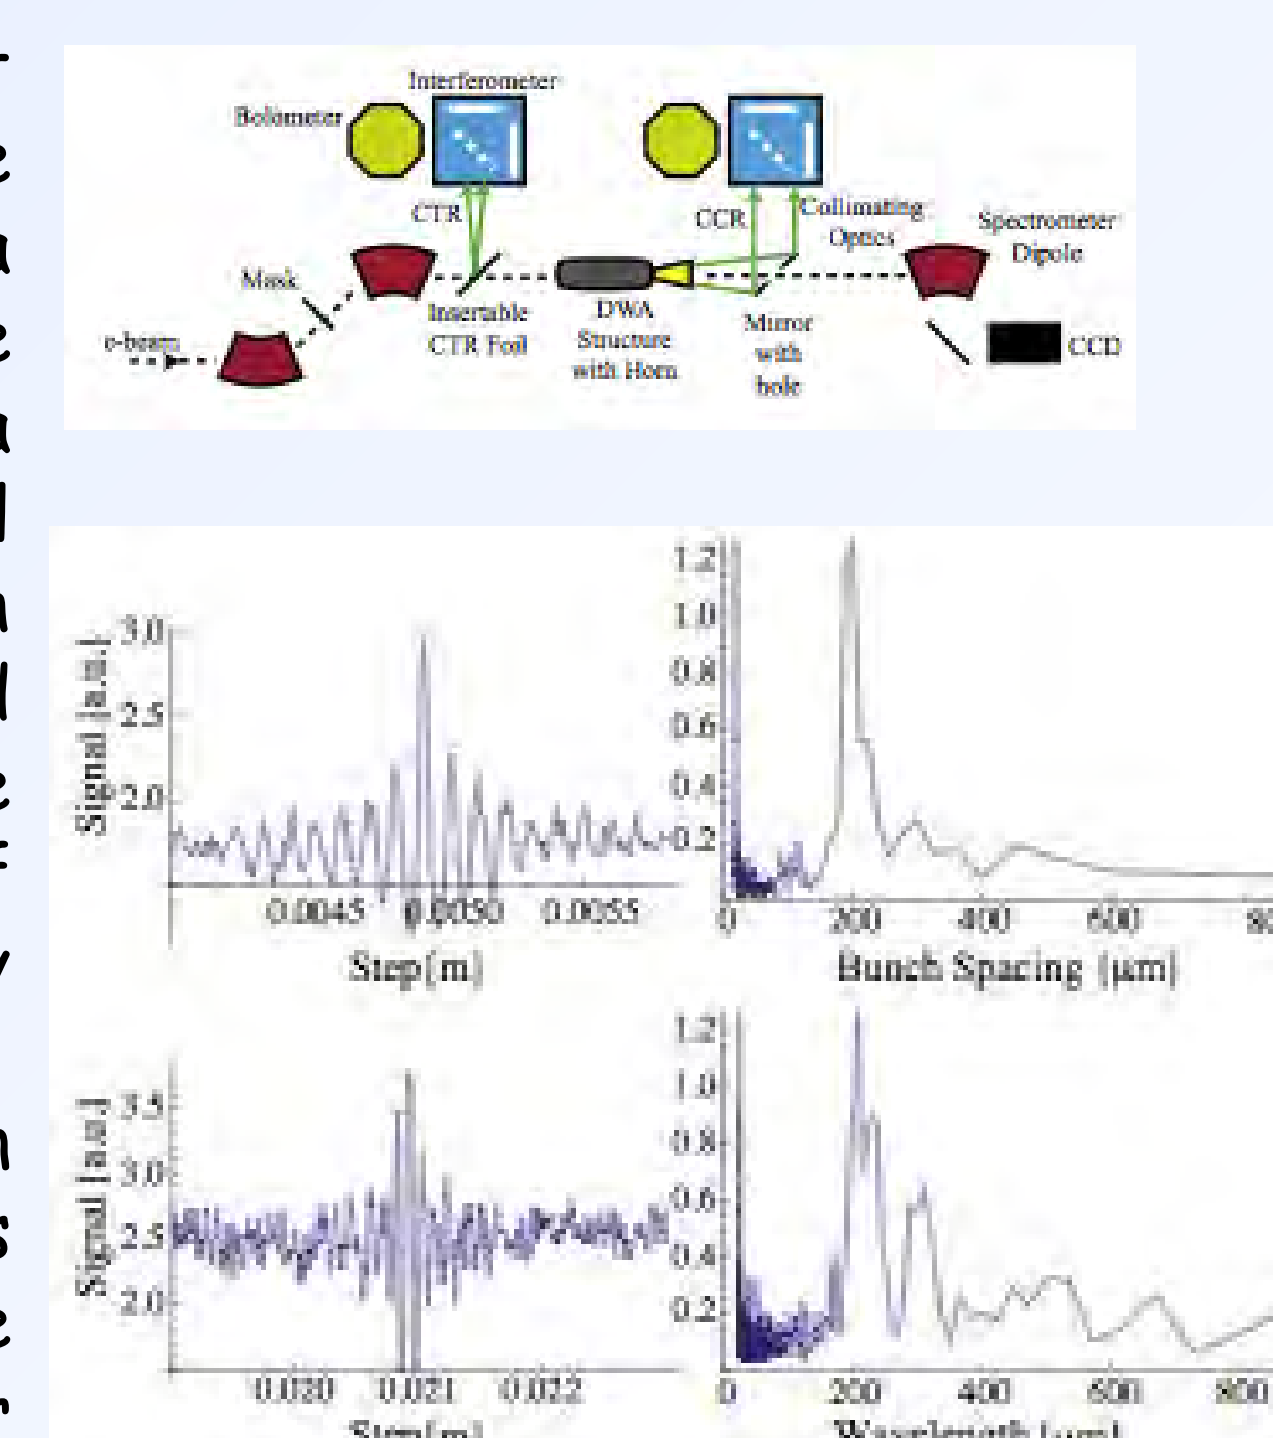 Interferometer
Bolometer
CTR
CCR
Collimating
Optics
Spectrometer
Dipole
Mask
e-beam
Insertable
CTR Foil
DWA
Structure
with Horn
Mirror
with
hole
CCD
3.0
2.5
2.0
Signal [a.u.]
0.0045 0.0050 0.0055
Step[m]
1.2
1.0
0.8
0.6
0.4
0.2
0 200 400 600
Bunch Spacing [μm]
3.5
3.0
2.5
2.0
Signal [a.u.]
0.020 0.021 0.022
Step[m]
1.2
1.0
0.8
0.6
0.4
0.2
0 200 400 600 800
Wavelength [μm]